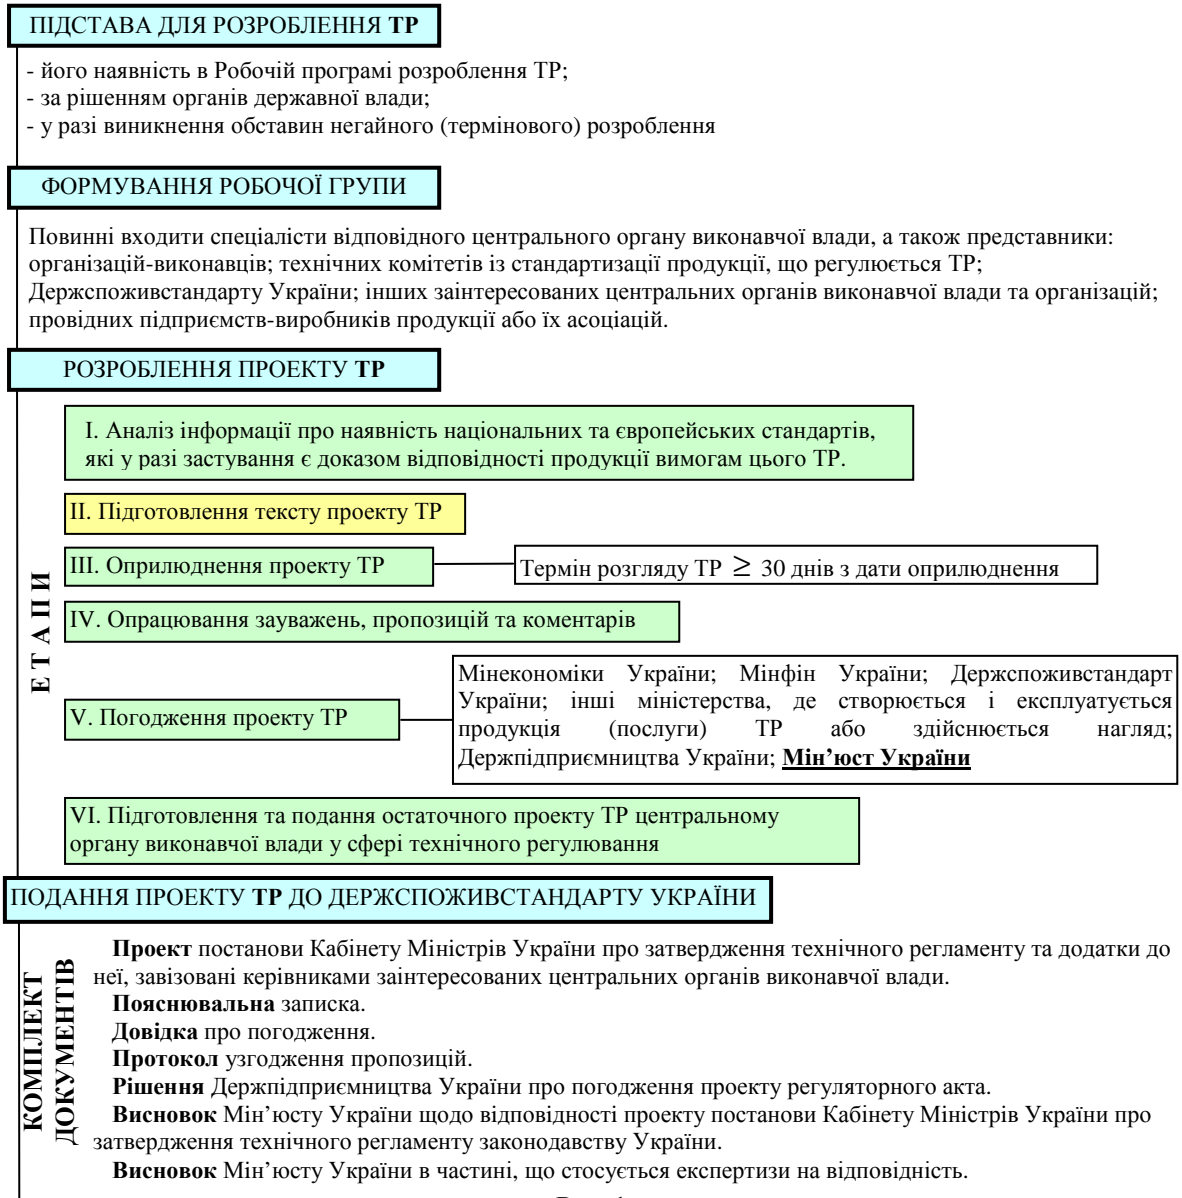 ПІДСТАВА ДЛЯ РОЗРОБЛЕННЯ ТР
- його наявність в Робочій програмі розроблення ТР;
- за рішенням органів державної влади;
- у разі виникнення обставин негайного (термінового) розроблення
ФОРМУВАННЯ РОБОЧОЇ ГРУПИ
Повинні входити спеціалісти відповідного центрального органу виконавчої влади, а також представники:
організацій-виконавців; технічних комітетів із стандартизації продукції, що регулюється ТР;
Держспоживстандарту України; інших заінтересованих центральних органів виконавчої влади та організацій;
провідних підприємств-виробників продукції або їх асоціацій.
РОЗРОБЛЕННЯ ПРОЕКТУ ТР
ЕТАПИ
I. Аналіз інформації про наявність національних та європейських стандартів,
які у разі застування є доказом відповідності продукції вимогам цього ТР.
II. Підготовлення тексту проекту ТР
III. Оприлюднення проекту ТР
Термін розгляду ТР ≥ 30 днів з дати оприлюднення
IV. Опрацювання зауважень, пропозицій та коментарів
V. Погодження проекту ТР
Мінекономіки України; Мінфін України; Держспоживстандарт
України; інші міністерства, де створюється і експлуатується
продукція (послуги) ТР або здійснюється нагляд;
Держпідприємництва України; Мін’юст України
VI. Підготовлення та подання остаточного проекту ТР центральному
органу виконавчої влади у сфері технічного регулювання
ПОДАННЯ ПРОЕКТУ ТР ДО ДЕРЖСПОЖИВСТАНДАРТУ УКРАЇНИ
КОМПЛЕКТ
ДОКУМЕНТІВ
Проект постанови Кабінету Міністрів України про затвердження технічного регламенту та додатки до
неї, завізовані керівниками заінтересованих центральних органів виконавчої влади.
Пояснювальна записка.
Довідка про погодження.
Протокол узгодження пропозицій.
Рішення Держпідприємництва України про погодження проекту регуляторного акта.
Висновок Мін’юсту України щодо відповідності проекту постанови Кабінету Міністрів України про
затвердження технічного регламенту законодавству України.
Висновок Мін’юсту України в частині, що стосується експертизи на відповідність.